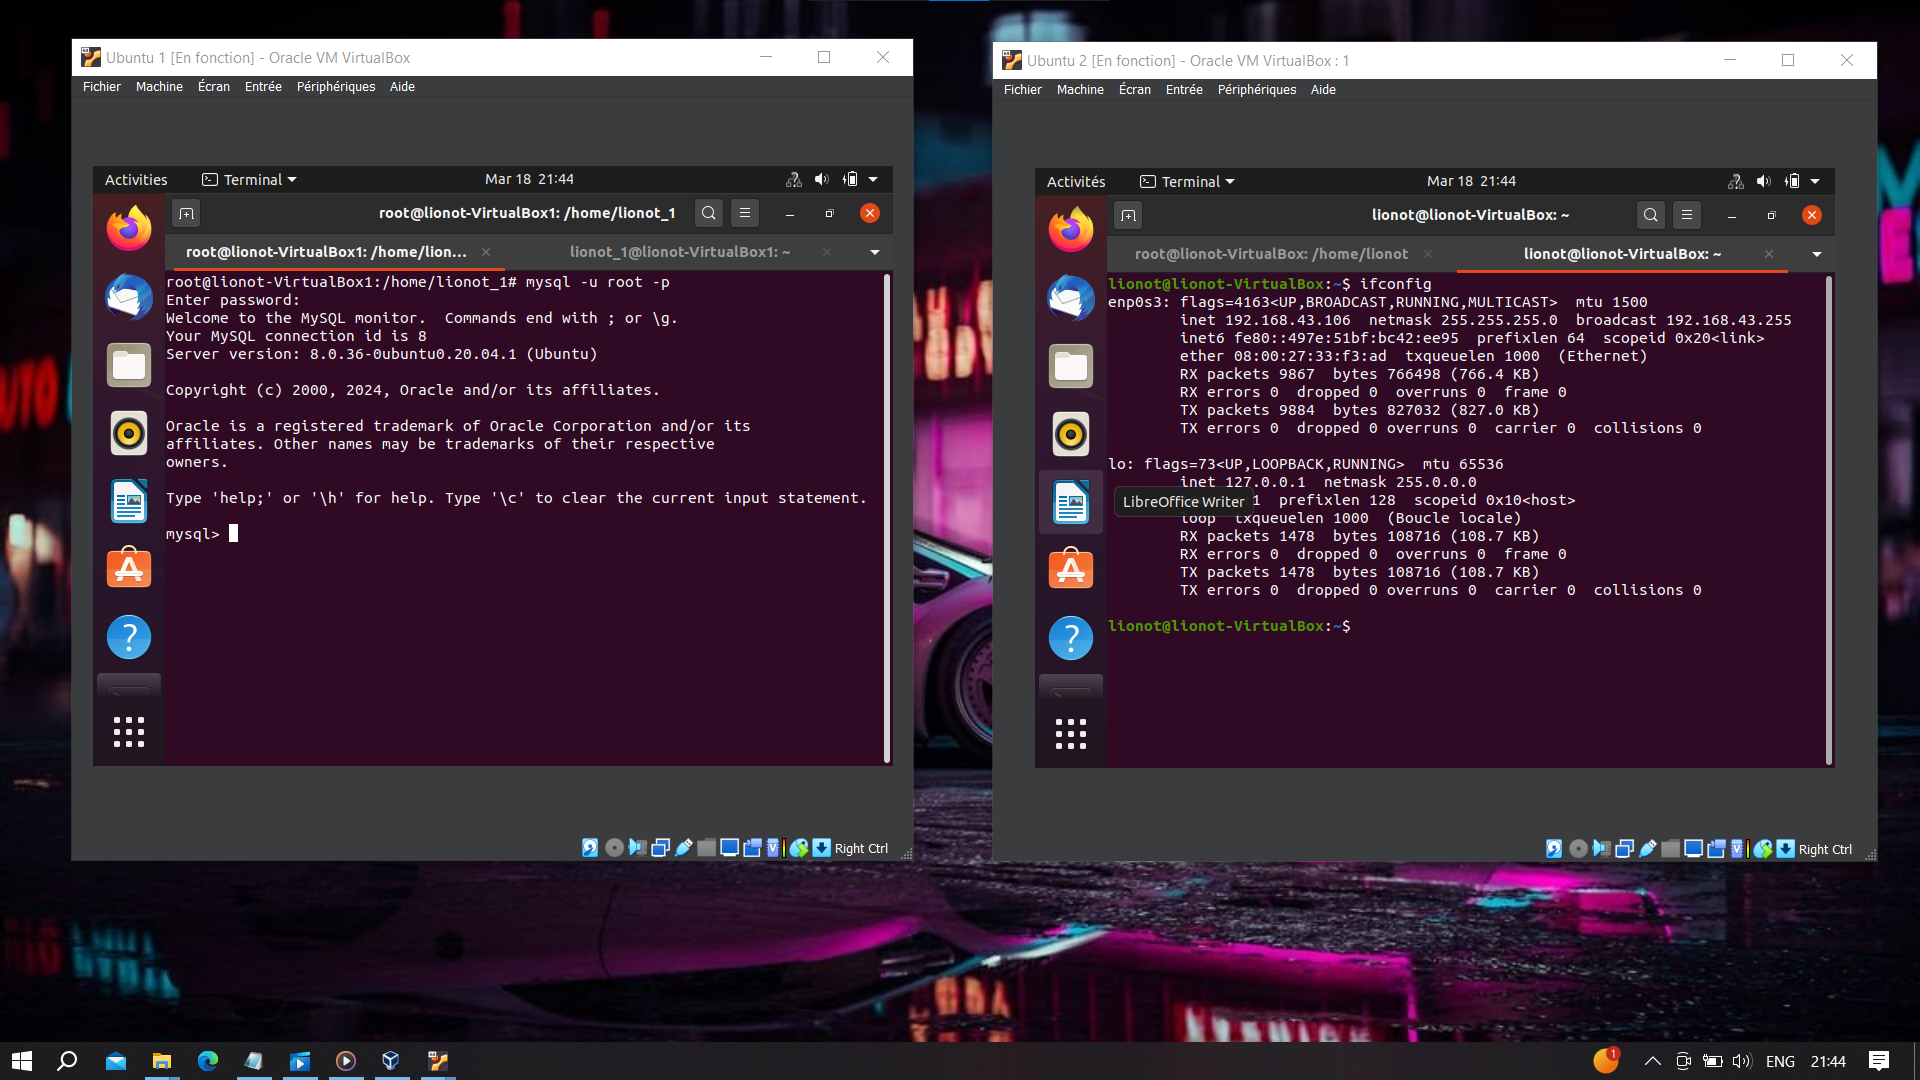 Ubuntu 1 [En fonction] - Oracle VM VirtualBox
Fichier Machine Écran Entrée Périphériques Aide
Activities Terminal Mar 18 21:44
root@lionot-VirtualBox1: /home/lionot_1
root@lionot-VirtualBox1: /home/lion... lionot_1@lionot-VirtualBox1: ~
root@lionot-VirtualBox1:/home/lionot_1# mysql -u root -p
Enter password:
Welcome to the MySQL monitor.  Commands end with ; or \g.
Your MySQL connection id is 8
Server version: 8.0.36-0ubuntu0.20.04.1 (Ubuntu)
Copyright (c) 2000, 2024, Oracle and/or its affiliates.
Oracle is a registered trademark of Oracle Corporation and/or its
affiliates. Other names may be trademarks of their respective
owners.
Type 'help;' or '\h' for help. Type '\c' to clear the current input statement.
mysql>
Right Ctrl
Ubuntu 2 [En fonction] - Oracle VM VirtualBox : 1
Fichier Machine Écran Entrée Périphériques Aide
Activités Terminal Mar 18 21:44
lionot@lionot-VirtualBox: ~
root@lionot-VirtualBox: /home/lionot lionot@lionot-VirtualBox: ~
lionot@lionot-VirtualBox:~$ ifconfig
enp0s3: flags=4163<UP,BROADCAST,RUNNING,MULTICAST>  mtu 1500
inet 192.168.43.106  netmask 255.255.255.0  broadcast 192.168.43.255
inet6 fe80::497e:51bf:bc42:ee95  prefixlen 64  scopeid 0x20<link>
ether 08:00:27:33:f3:ad  txqueuelen 1000  (Ethernet)
RX packets 9867  bytes 766498 (766.4 KB)
RX errors 0  dropped 0  overruns 0  frame 0
TX packets 9884  bytes 827032 (827.0 KB)
TX errors 0  dropped 0 overruns 0  carrier 0  collisions 0
lo: flags=73<UP,LOOPBACK,RUNNING>  mtu 65536
inet 127.0.0.1  netmask 255.0.0.0
LibreOffice Writer
1  prefixlen 128  scopeid 0x10<host>
loop  txqueuelen 1000  (Boucle locale)
RX packets 1478  bytes 108716 (108.7 KB)
RX errors 0  dropped 0  overruns 0  frame 0
TX packets 1478  bytes 108716 (108.7 KB)
TX errors 0  dropped 0 overruns 0  carrier 0  collisions 0
lionot@lionot-VirtualBox:~$
Right Ctrl
1 ENG 21:44